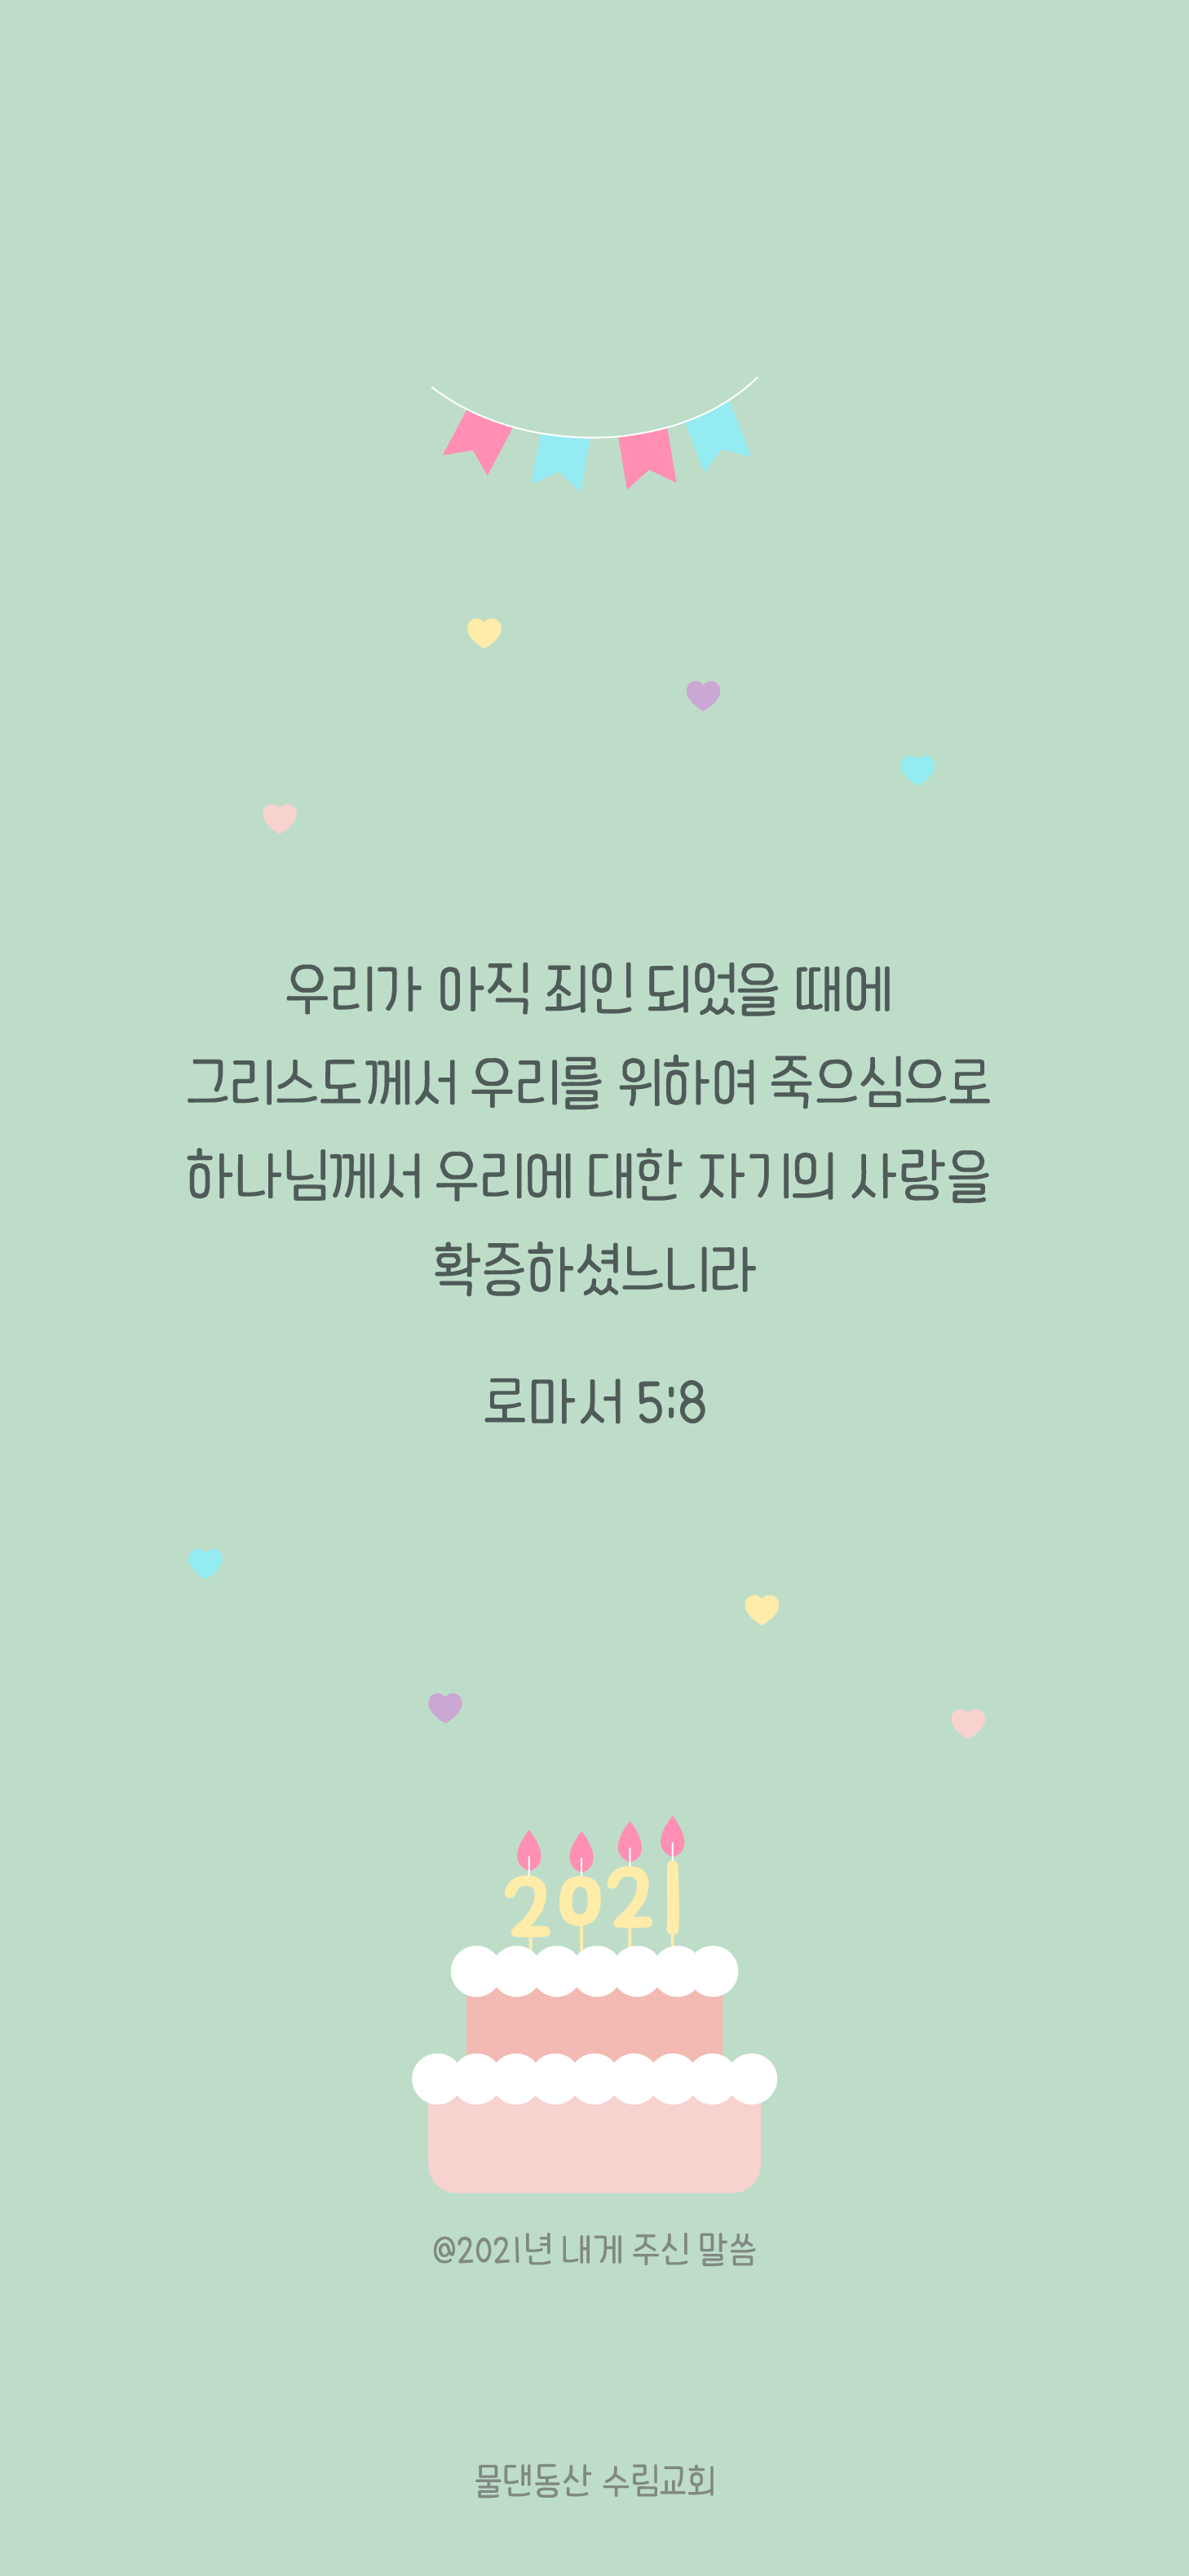 우리가 아직 죄인 되었을 때에
그리스도께서 우리를 위하여 죽으심으로
하나님께서 우리에 대한 자기의 사랑을
확증하셨느니라
로마서 5:8
2021
@2021년 내게 주신 말씀
물댄동산 수림교회